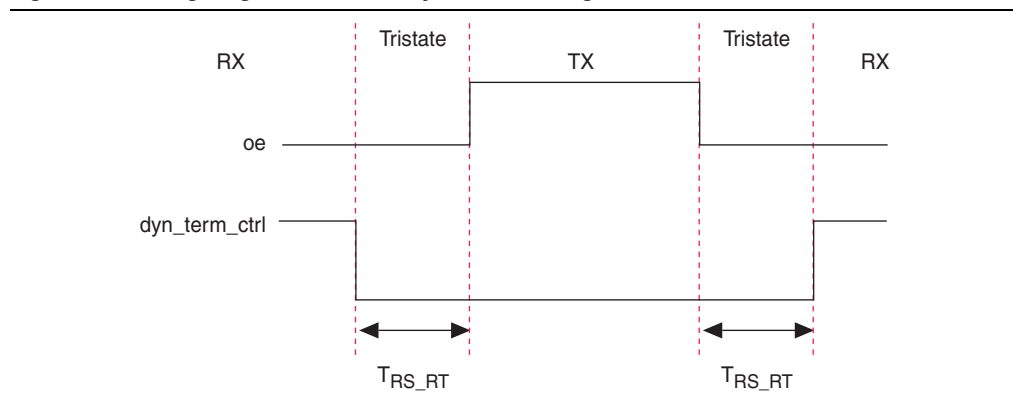 Tristate
Tristate
RX
TX
RX
oe
dyn_term_ctrl
TRS_RT
TRS_RT